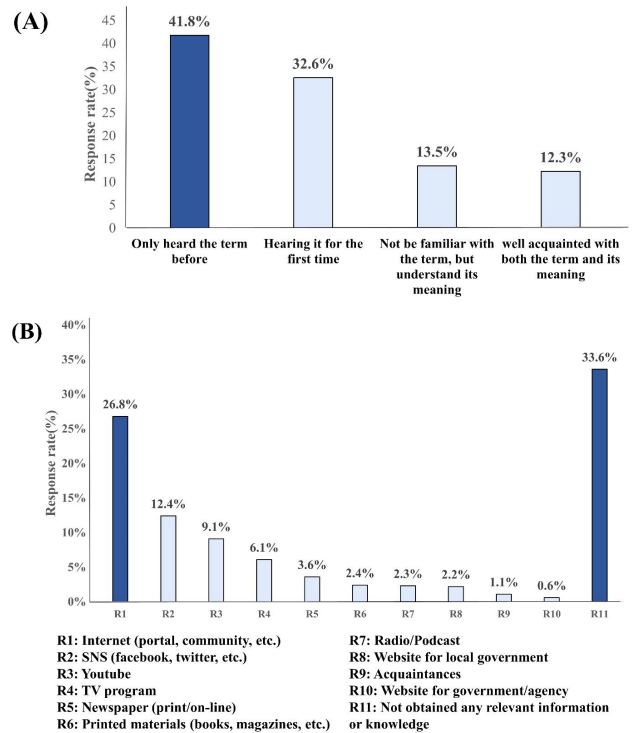 (A)
Response rate(%)
45
40
35
30
25
20
15
10
5
0
41.8%
32.6%
13.5%
12.3%
Only heard the term
before
Hearing it for the
first time
Not be familiar with
the term, but
understand its
meaning
well acquainted with
both the term and its
meaning
(B)
Response rate(%)
40%
35%
30%
25%
20%
15%
10%
5%
0%
26.8%
12.4%
9.1%
6.1%
3.6%
2.4%
2.3%
2.2%
1.1%
0.6%
33.6%
R1 R2 R3 R4 R5 R6 R7 R8 R9 R10 R11
R1: Internet (portal, community, etc.)
R2: SNS (facebook, twitter, etc.)
R3: Youtube
R4: TV program
R5: Newspaper (print/on-line)
R6: Printed materials (books, magazines, etc.)
R7: Radio/Podcast
R8: Website for local government
R9: Acquaintances
R10: Website for government/agency
R11: Not obtained any relevant information
or knowledge